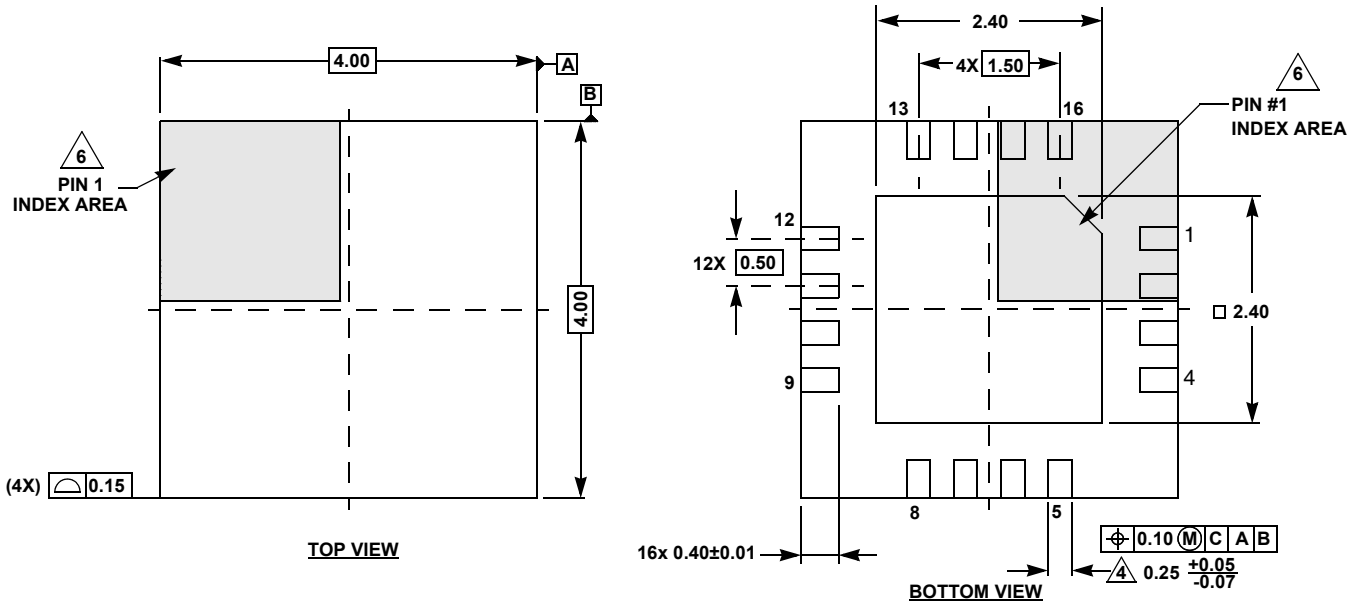 4.00
A
B
6
PIN 1
INDEX AREA
4.00
(4X) 0.15
TOP VIEW
2.40
4X 1.50
6
PIN #1
INDEX AREA
13
16
12
1
12X 0.50
2.40
9
4
8
5
16x 0.40±0.01
0.10 M C A B
4 0.25 +0.05
-0.07
BOTTOM VIEW